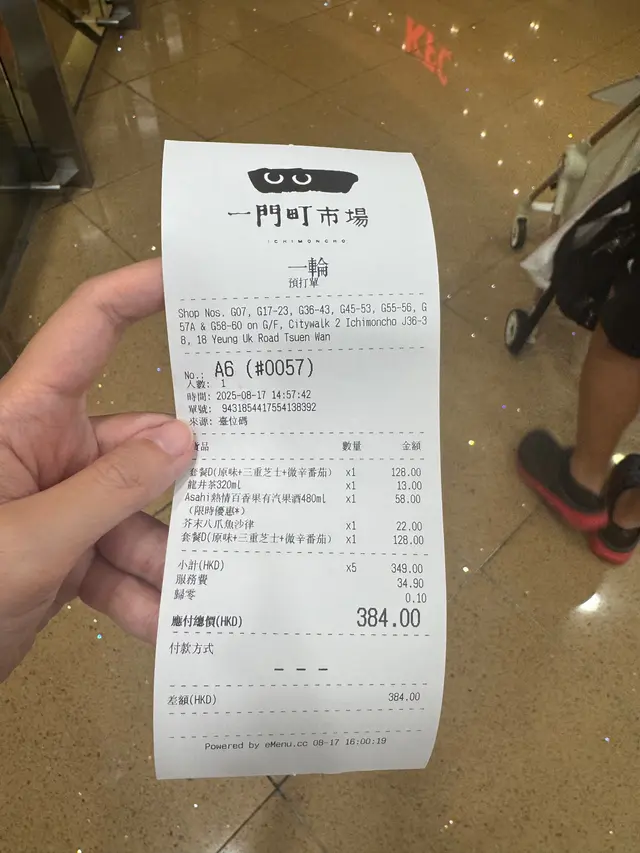 KFC
一門町市場
ICHIMONCHO
一輪
預打單
Shop Nos. G07, G17-23, G36-43, G45-53, G55-56, G
57A & G58-60 on G/F, Citywalk 2 Ichimoncho J36-3
8, 18 Yeung Uk Road Tsuen Wan
No.: A6 (#0057)
人數: 1
時間: 2025-08-17 14:57:42
單號: 9431854417554138392
來源: 臺位碼
貨品 數量 金額
套餐D(原味+三重芝士+微辛番茄) x1 128.00
龍井茶320ml x1 13.00
Asahi熱情百香果有汽果酒480ml x1 58.00
(限時優惠*)
芥末八爪魚沙律 x1 22.00
套餐D(原味+三重芝士+微辛番茄) x1 128.00
小計(HKD) x5 349.00
服務費 34.90
歸零 0.10
應付總價(HKD) 384.00
付款方式
– – –
差額(HKD) 384.00
Powered by eMenu.cc 08-17 16:00:19